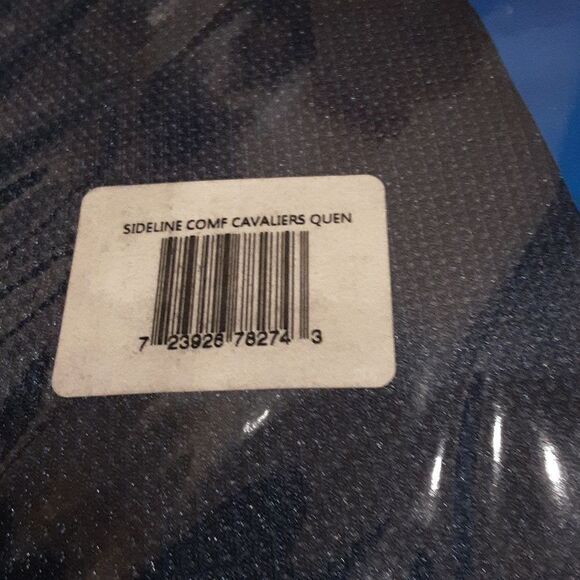 SIDELINE COMF CAVALIERS QUEN
7 23926 78274 3